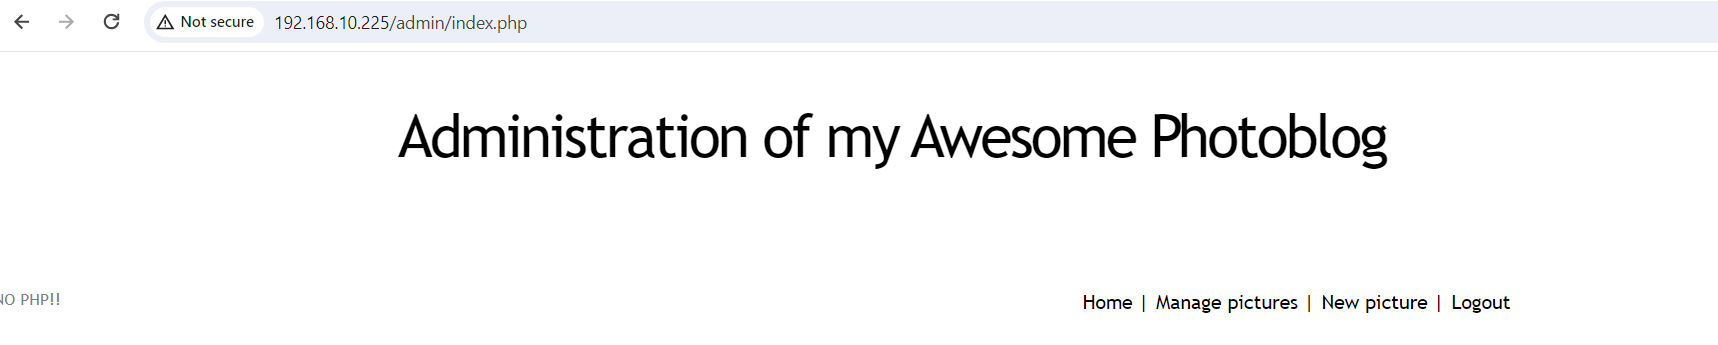 Not secure 192.168.10.225/admin/index.php
Administration of my Awesome Photoblog
NO PHP!!
Home | Manage pictures | New picture | Logout